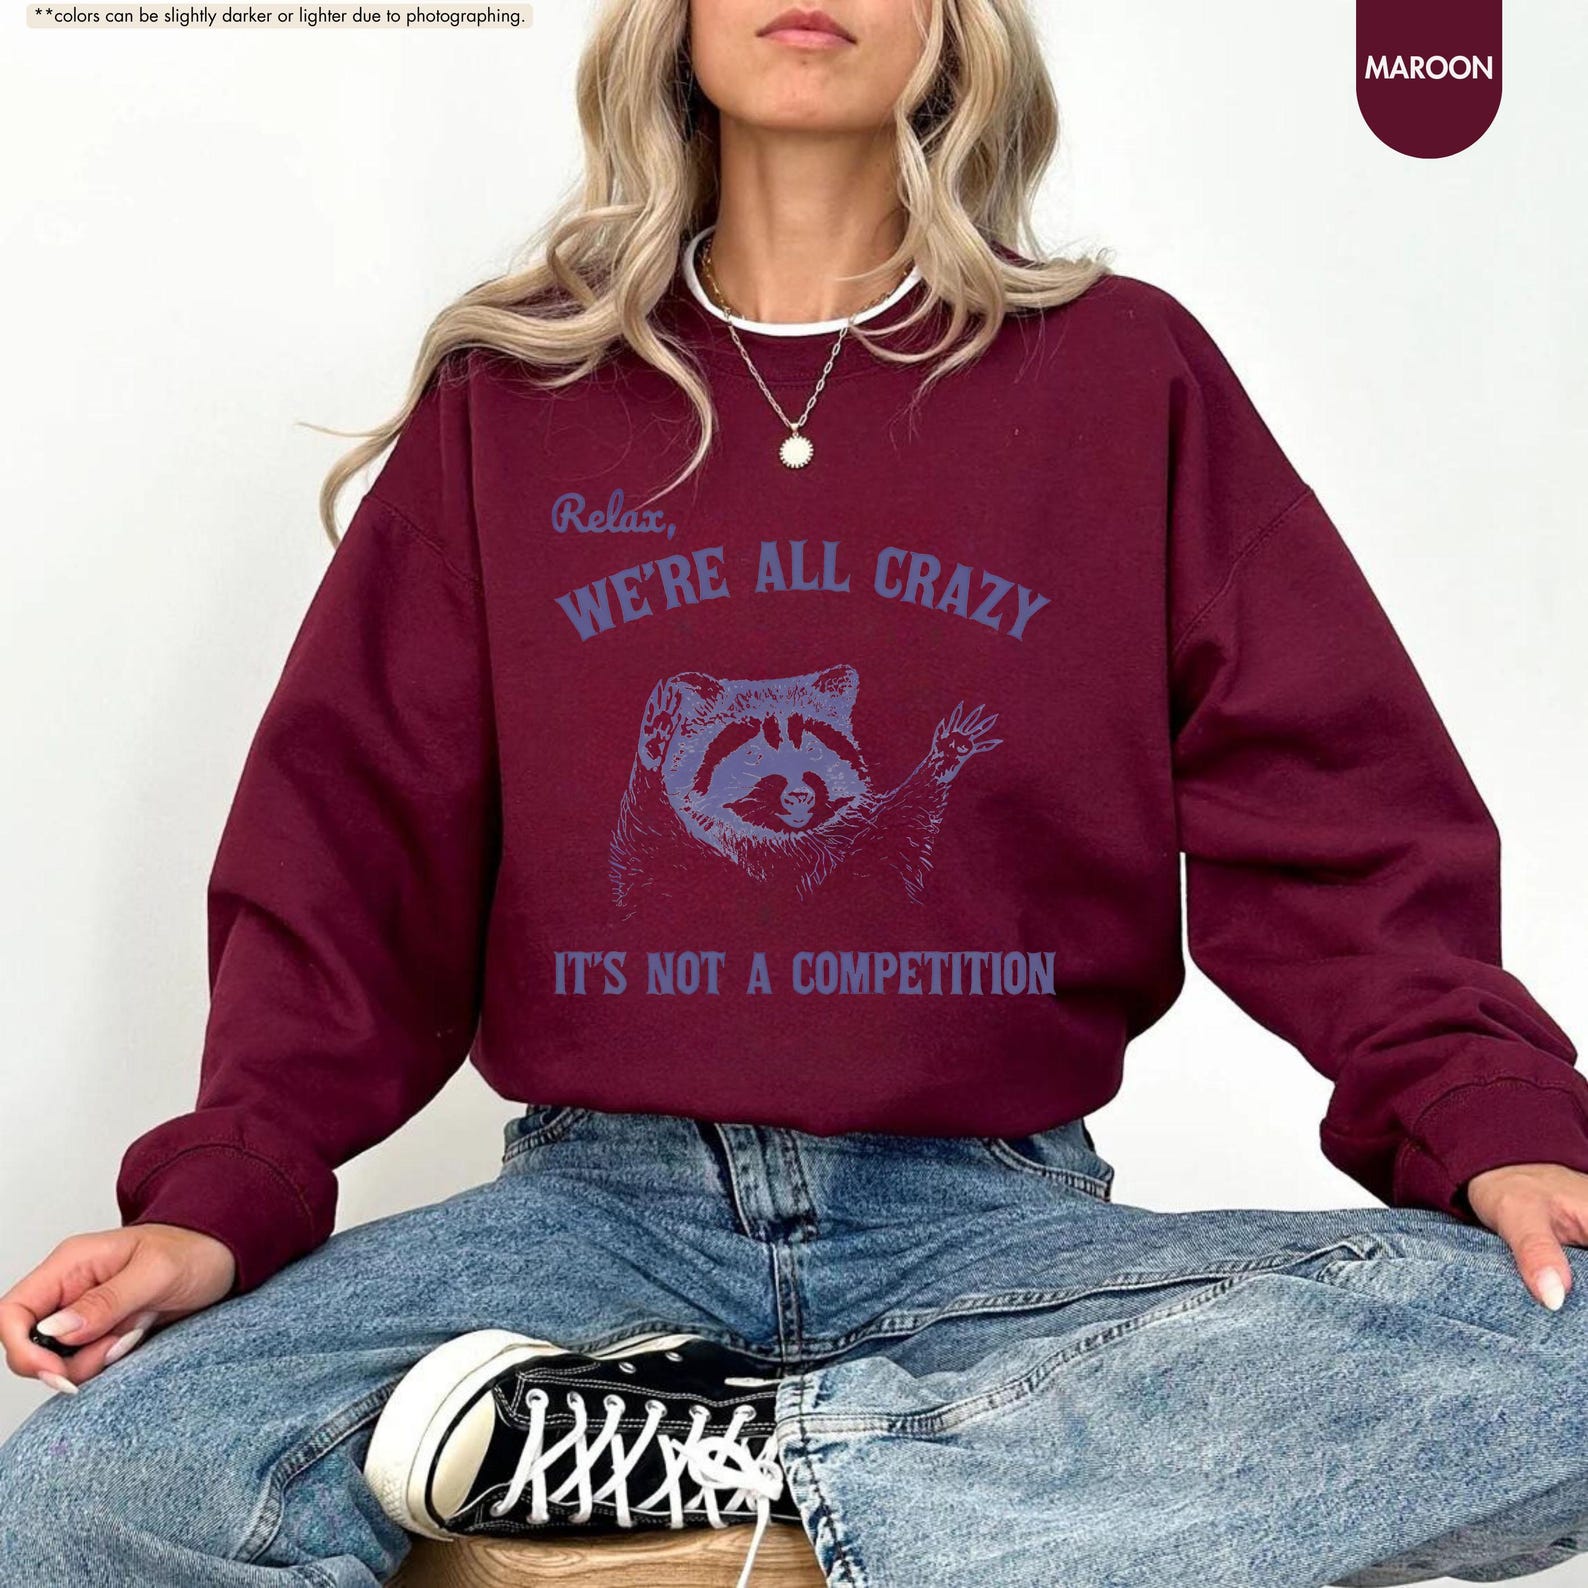 **colors can be slightly darker or lighter due to photographing.
MAROON
Relax,
WE'RE ALL CRAZY
IT'S NOT A COMPETITION